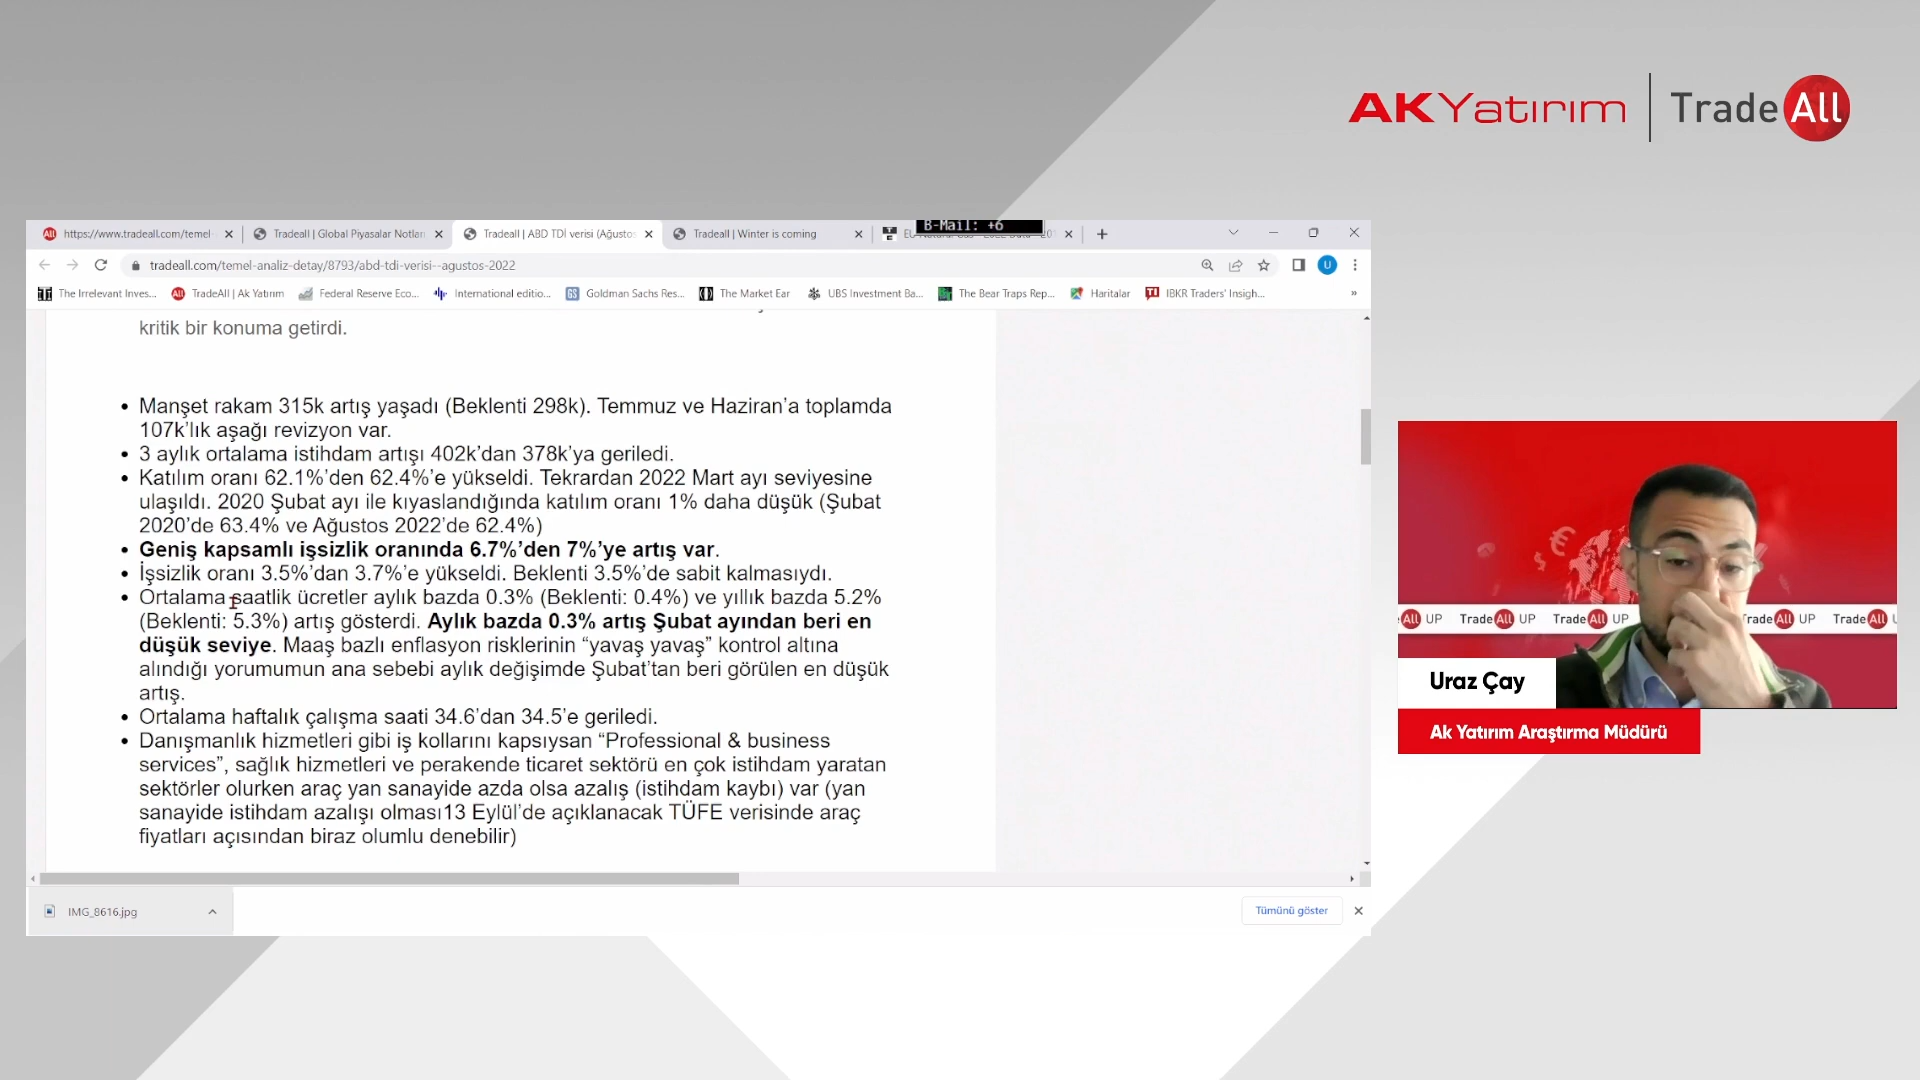 AKYatırım | TradeAll
B-Mail: +6
https://www.tradeall.com/temel-
Tradeall | Global Piyasalar Notları
Tradeall | ABD TDİ verisi (Ağustos
Tradeall | Winter is coming
tradeall.com/temel-analiz-detay/8793/abd-tdi-verisi--agustos-2022
U
The Irrelevant Inves...
TradeAll | Ak Yatırım
Federal Reserve Eco...
International editio...
Goldman Sachs Res...
The Market Ear
UBS Investment Ba...
The Bear Traps Rep...
Haritalar
IBKR Traders' Insigh...
kritik bir konuma getirdi.
• Manşet rakam 315k artış yaşadı (Beklenti 298k). Temmuz ve Haziran’a toplamda
107k’lık aşağı revizyon var.
• 3 aylık ortalama istihdam artışı 402k’dan 378k’ya geriledi.
• Katılım oranı 62.1%’den 62.4%’e yükseldi. Tekrardan 2022 Mart ayı seviyesine
ulaşıldı. 2020 Şubat ayı ile kıyaslandığında katılım oranı 1% daha düşük (Şubat
2020’de 63.4% ve Ağustos 2022’de 62.4%)
• Geniş kapsamlı işsizlik oranında 6.7%’den 7%’ye artış var.
• İşsizlik oranı 3.5%’dan 3.7%’e yükseldi. Beklenti 3.5%’de sabit kalmasıydı.
• Ortalama saatlik ücretler aylık bazda 0.3% (Beklenti: 0.4%) ve yıllık bazda 5.2%
(Beklenti: 5.3%) artış gösterdi. Aylık bazda 0.3% artış Şubat ayından beri en
düşük seviye. Maaş bazlı enflasyon risklerinin “yavaş yavaş” kontrol altına
alındığı yorumumun ana sebebi aylık değişimde Şubat’tan beri görülen en düşük
artış.
• Ortalama haftalık çalışma saati 34.6’dan 34.5’e geriledi.
• Danışmanlık hizmetleri gibi iş kollarını kapsıysan “Professional & business
services”, sağlık hizmetleri ve perakende ticaret sektörü en çok istihdam yaratan
sektörler olurken araç yan sanayide azda olsa azalış (istihdam kaybı) var (yan
sanayide istihdam azalışı olması13 Eylül’de açıklanacak TÜFE verisinde araç
fiyatları açısından biraz olumlu denebilir)
IMG_8616.jpg
Tümünü göster
All UP TradeAll UP TradeAll UP TradeAll UP TradeAll
Uraz Çay
Ak Yatırım Araştırma Müdürü